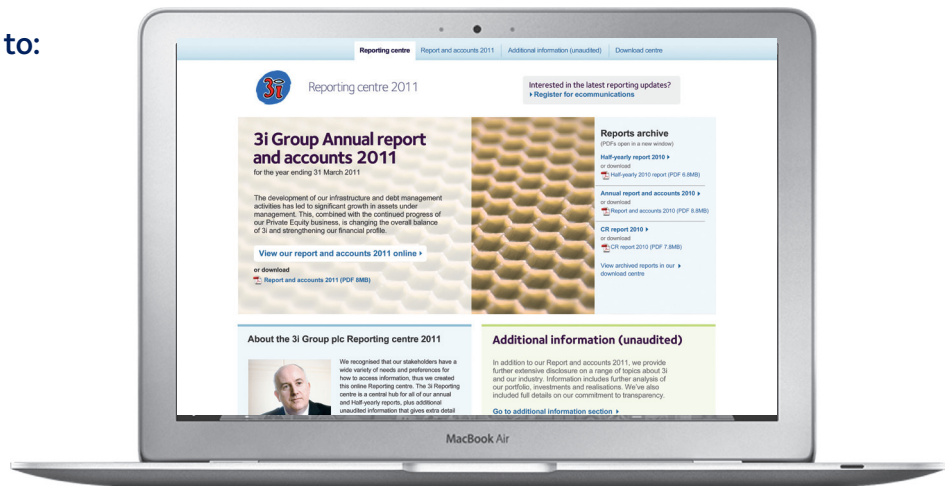 to:
Reporting centre
Report and accounts 2011
Additional information (unaudited)
Download centre
3i
Reporting centre 2011
Interested in the latest reporting updates?
Register for ecommunications
3i Group Annual report
and accounts 2011
for the year ending 31 March 2011
The development of our infrastructure and debt management
activities has led to significant growth in assets under
management. This, combined with the continued progress of
our Private Equity business, is changing the overall balance
of 3i and strengthening our financial profile.
View our report and accounts 2011 online
or download
Report and accounts 2011 (PDF 8MB)
Reports archive
(PDFs open in a new window)
Half-yearly report 2010
or download
Half-yearly 2010 report (PDF 6.8MB)
Annual report and accounts 2010
or download
Report and accounts 2010 (PDF 8.8MB)
CR report 2010
or download
CR report 2010 (PDF 7.8MB)
View archived reports in our
download centre
About the 3i Group plc Reporting centre 2011
We recognised that our stakeholders have a
wide variety of needs and preferences for
how to access information, thus we created
this online Reporting centre. The 3i Reporting
centre is a central hub for all of our annual
and Half-yearly reports, plus additional
unaudited information that gives extra detail
Additional information (unaudited)
In addition to our Report and accounts 2011, we provide
further extensive disclosure on a range of topics about 3i
and our industry. Information includes further analysis of
our portfolio, investments and realisations. We've also
included full details on our commitment to transparency.
Go to additional information section
MacBook Air